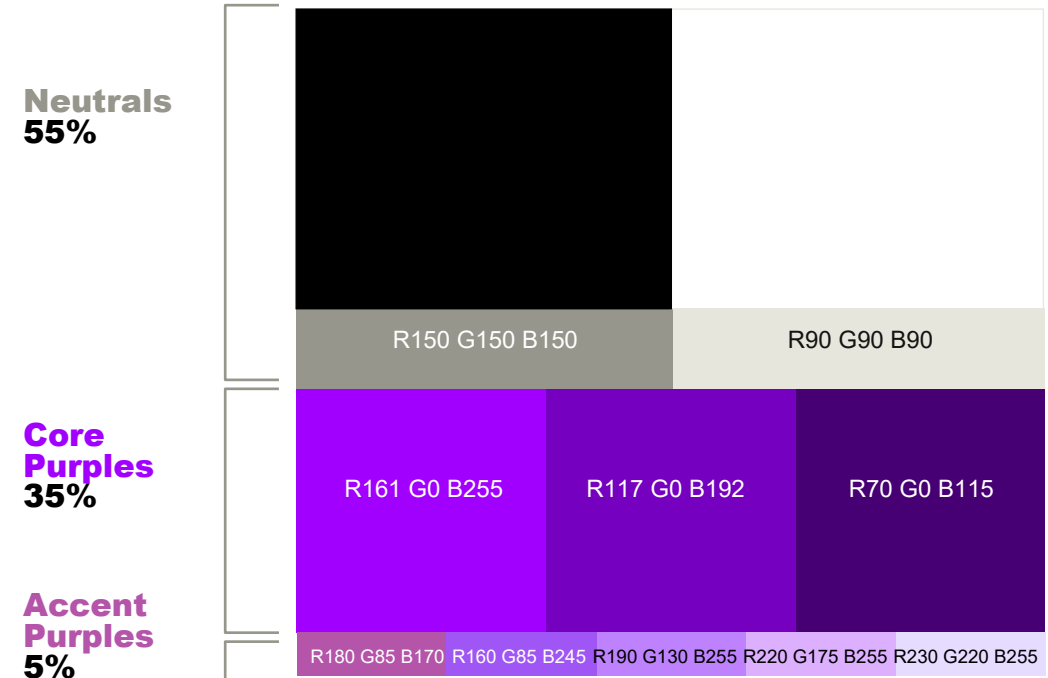 Neutrals
55%
R150 G150 B150
R90 G90 B90
Core
Purples
35%
R161 G0 B255
R117 G0 B192
R70 G0 B115
Accent
Purples
5%
R180 G85 B170
R160 G85 B245
R190 G130 B255
R220 G175 B255
R230 G220 B255